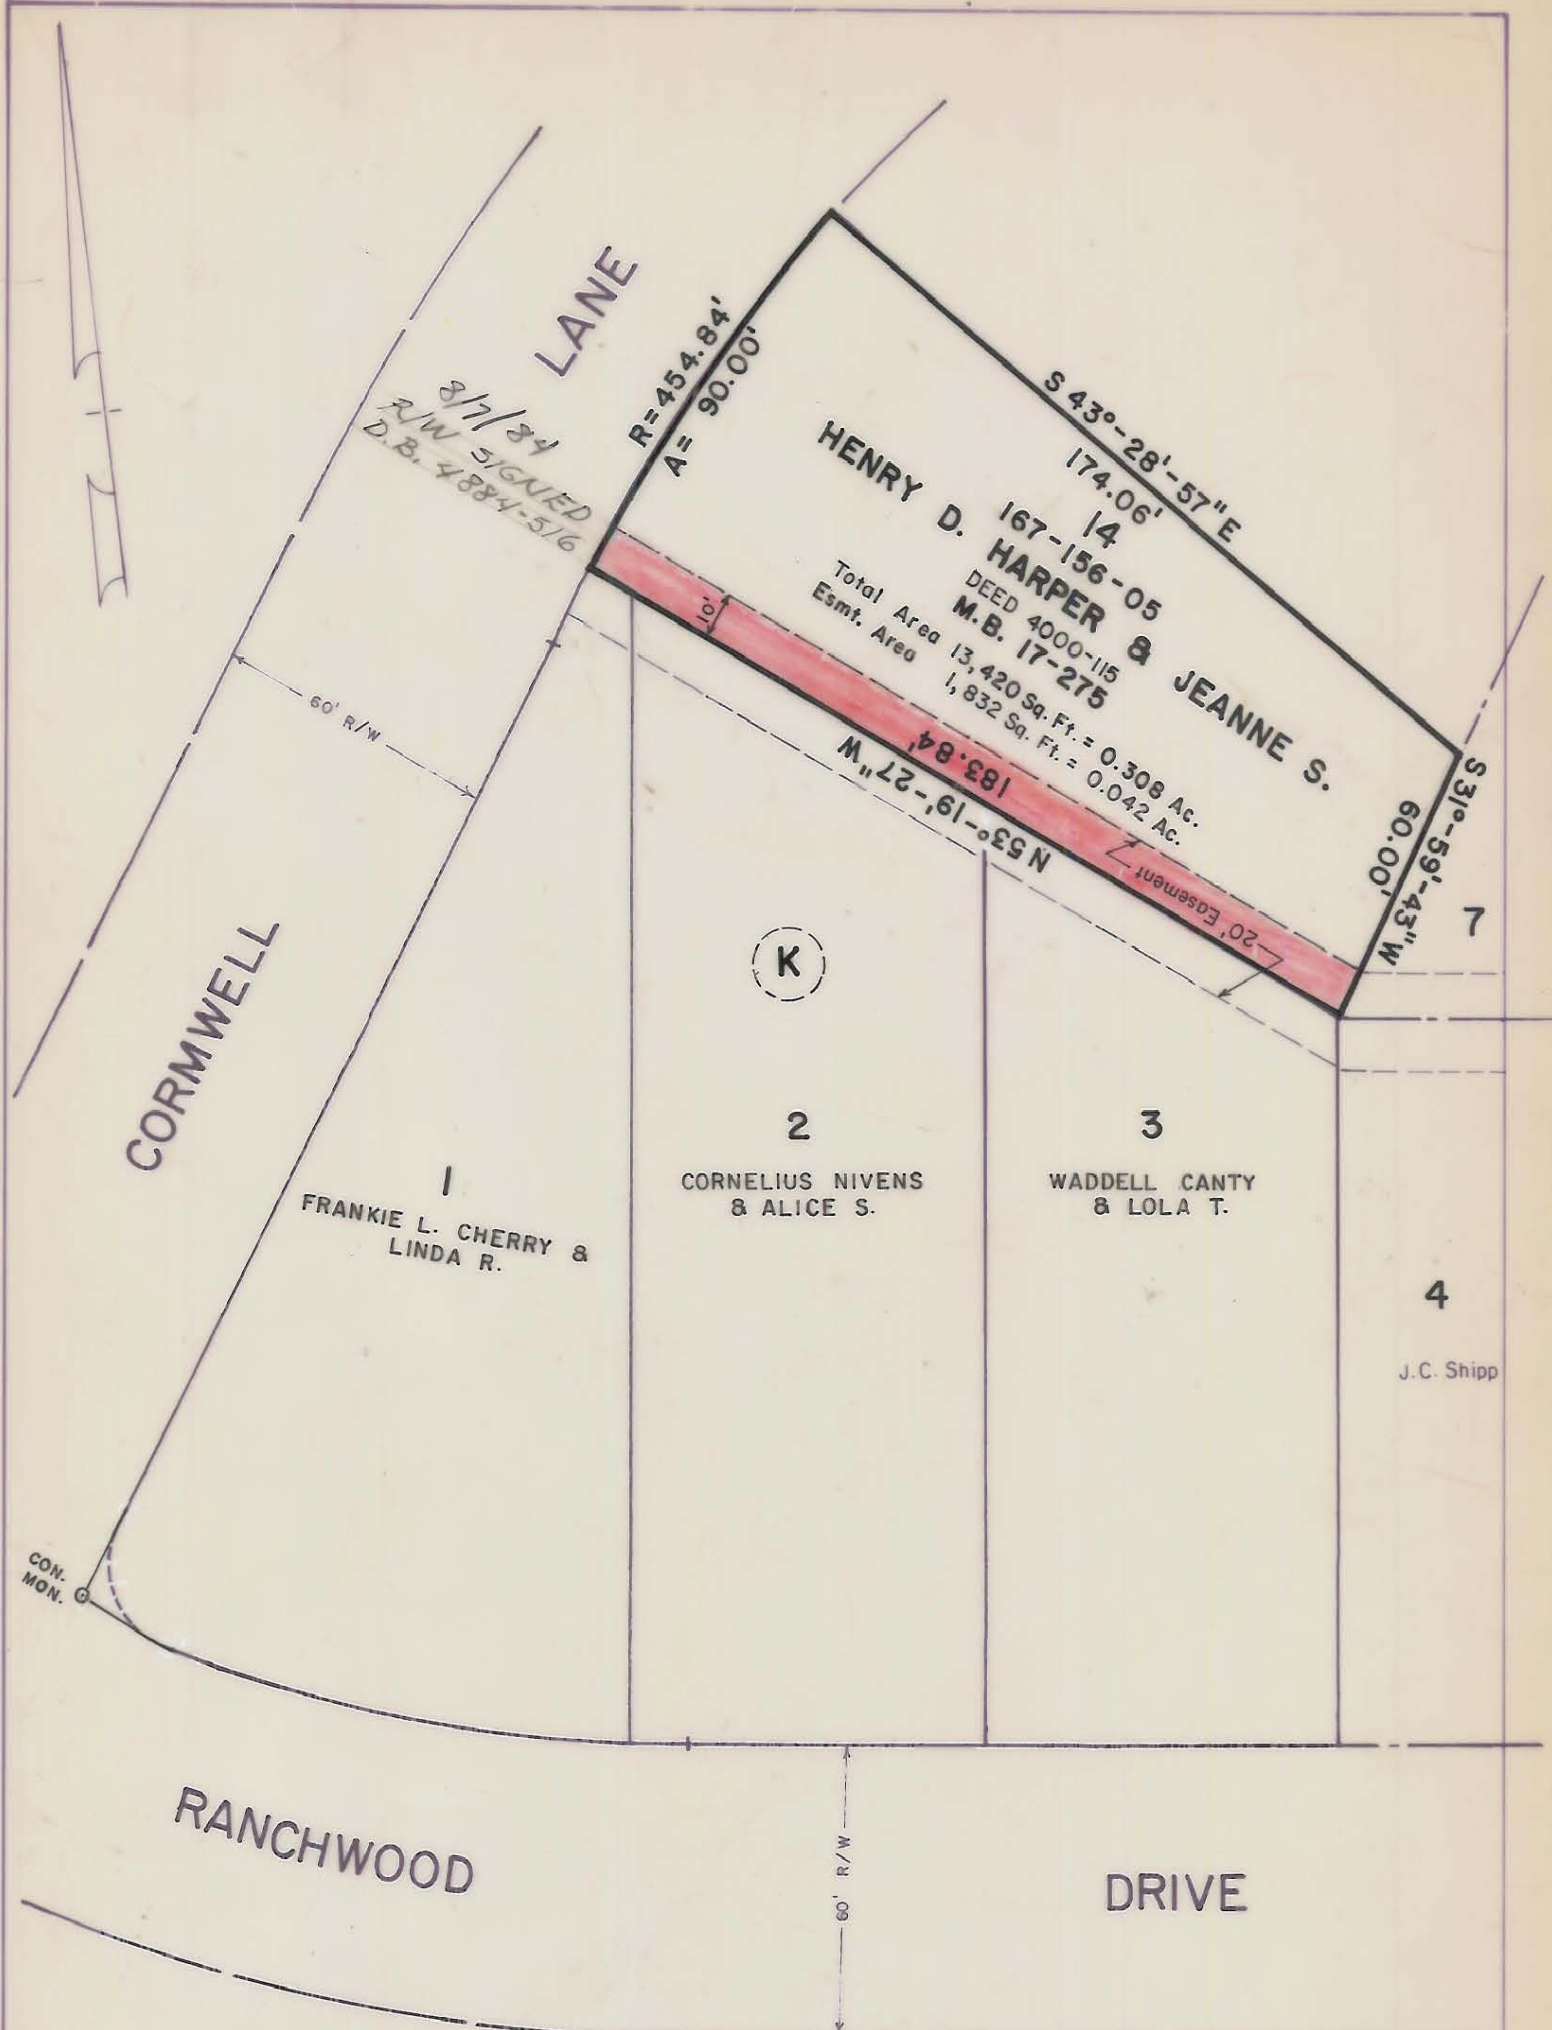 LANE
8/7/84
R/W SIGNED
D.B. 4884-516
R=454.84'
A= 90.00'
S 43°-28'-57" E
174.06'
14
167-156-05
HENRY D. HARPER & JEANNE S.
DEED 4000-115
M.B. 17-275
Total Area 13,420 Sq. Ft. = 0.308 Ac.
Esmt. Area 1,832 Sq. Ft. = 0.042 Ac.
10'
183.84'
N 53°-19'-27" W
20' Easement
S 31°-59'-43" W
60.00'
7
60' R/W
CORMWELL
K
1
FRANKIE L. CHERRY &
LINDA R.
2
CORNELIUS NIVENS
& ALICE S.
3
WADDELL CANTY
& LOLA T.
4
J.C. Shipp
CON.
MON.
RANCHWOOD
DRIVE
60' R/W